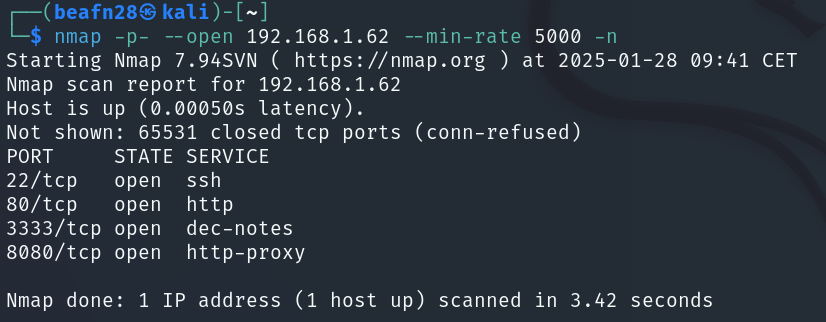 ┌──(beafn28㉿kali)-[~]
└─$ nmap -p- --open 192.168.1.62 --min-rate 5000 -n
Starting Nmap 7.94SVN ( https://nmap.org ) at 2025-01-28 09:41 CET
Nmap scan report for 192.168.1.62
Host is up (0.00050s latency).
Not shown: 65531 closed tcp ports (conn-refused)
PORT     STATE SERVICE
22/tcp   open  ssh
80/tcp   open  http
3333/tcp open  dec-notes
8080/tcp open  http-proxy

Nmap done: 1 IP address (1 host up) scanned in 3.42 seconds